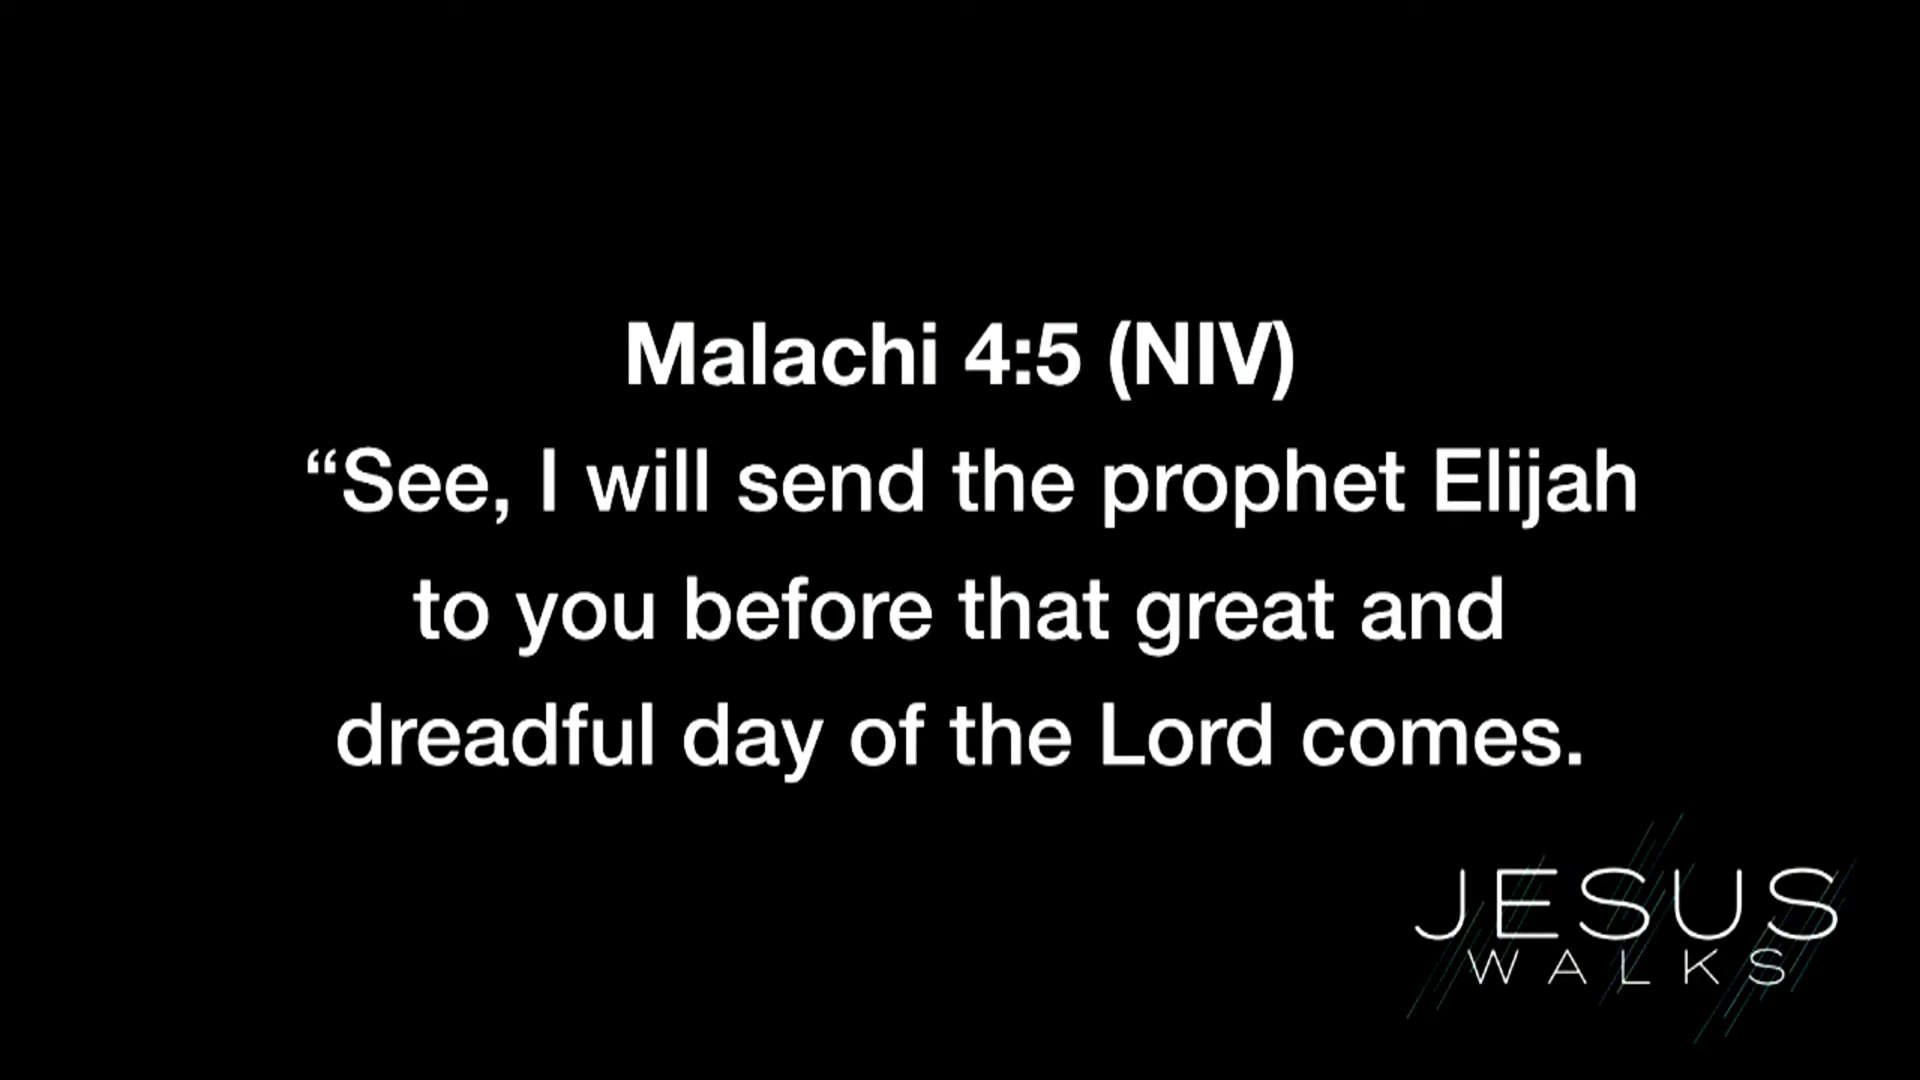 Malachi 4:5 (NIV)
“See, I will send the prophet Elijah
to you before that great and
dreadful day of the Lord comes.
JESUS
WALKS